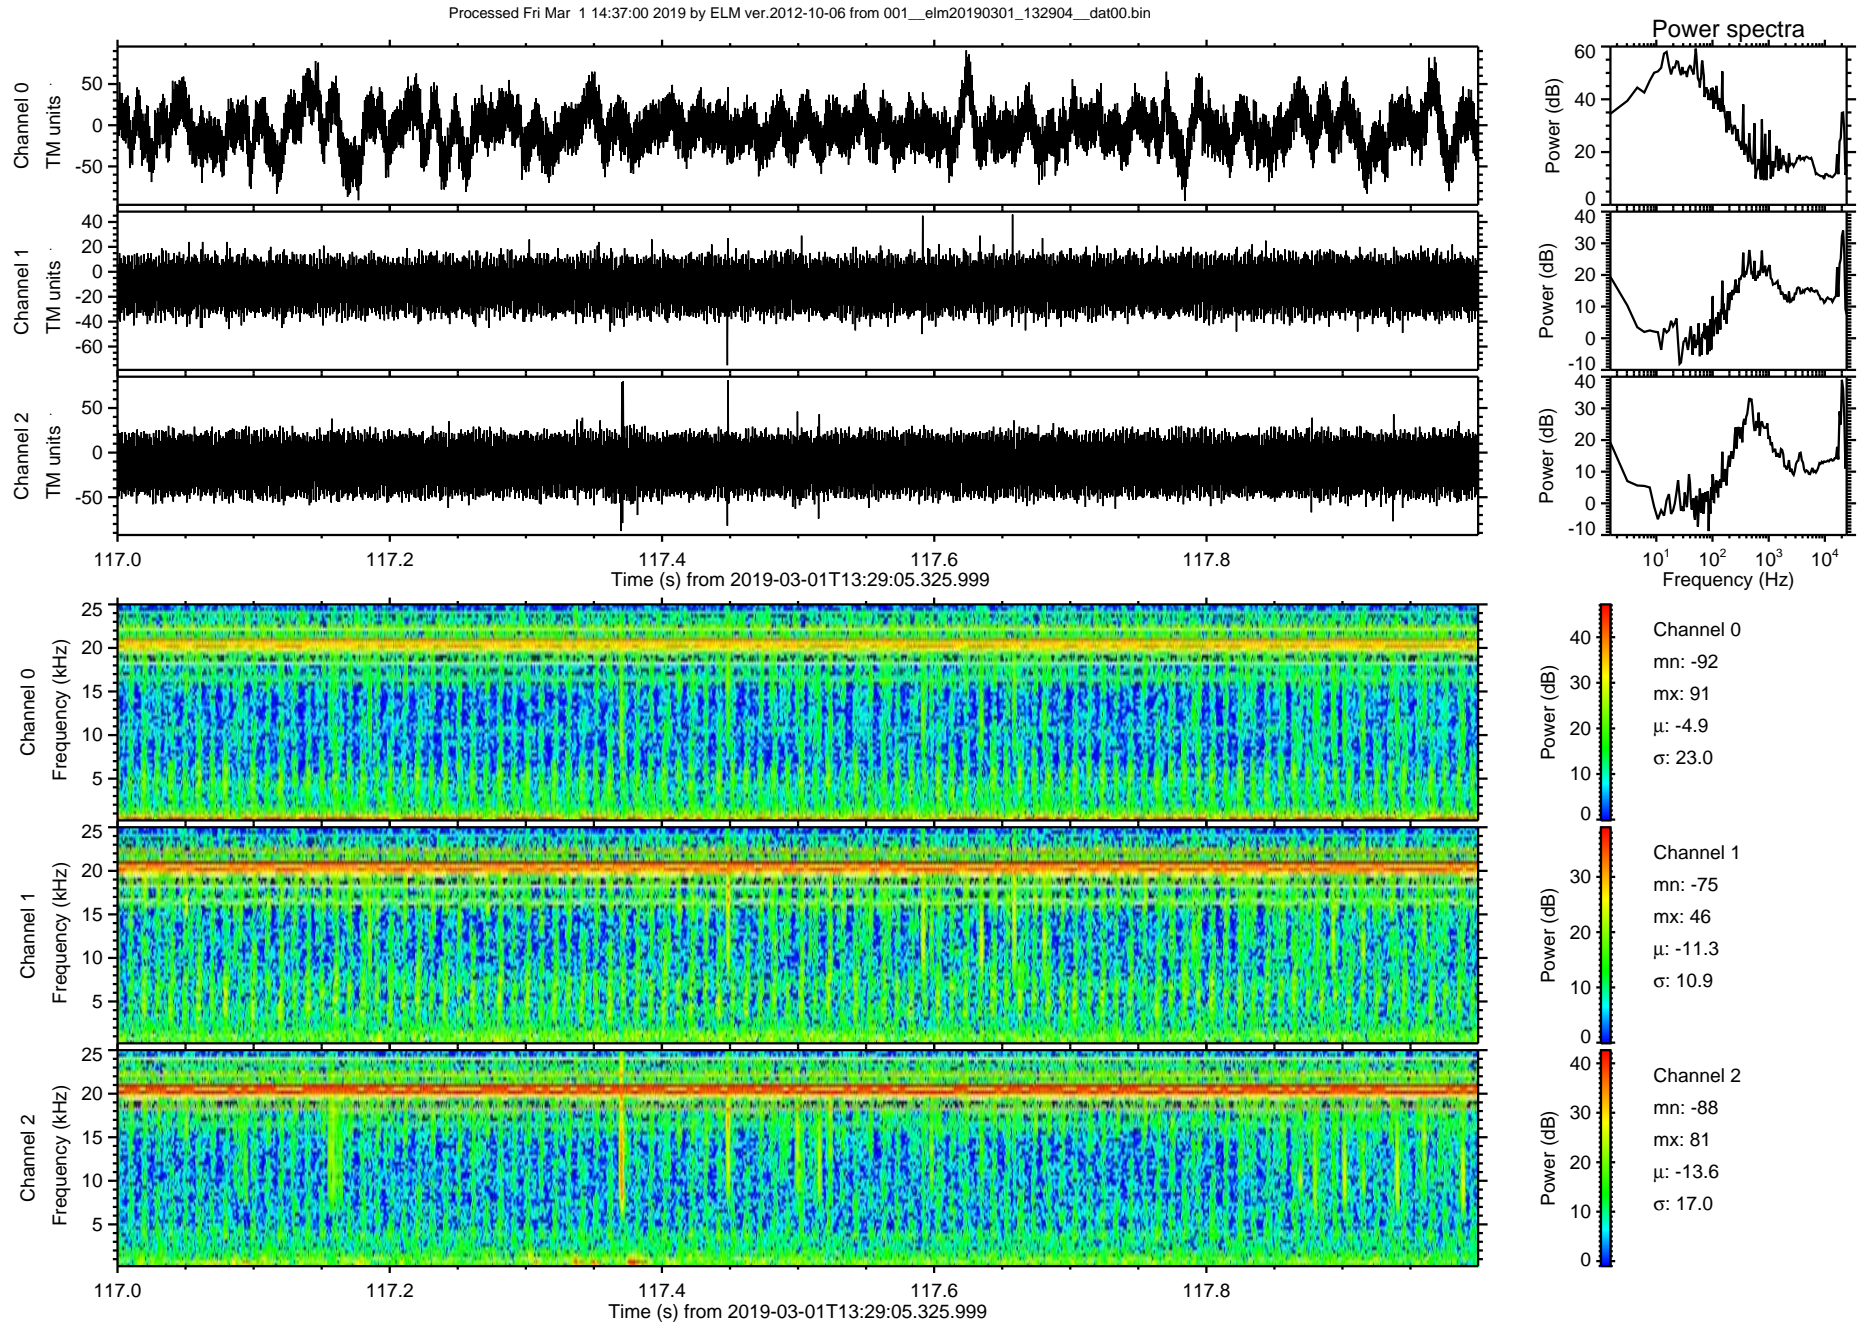 Processed Fri Mar  1 14:37:00 2019 by ELM ver.2012-10-06 from 001__elm20190301_132904__dat00.bin
Power spectra
Channel 0
TM units
50
0
-50
Power (dB)
60
40
20
0
Channel 1
TM units
40
20
0
-20
-40
-60
Power (dB)
40
30
20
10
0
-10
Channel 2
TM units
50
0
-50
Power (dB)
40
30
20
10
0
-10
117.0 117.2 117.4 117.6 117.8
Time (s) from 2019-03-01T13:29:05.325.999
10¹ 10² 10³ 10⁴
Frequency (Hz)
Channel 0
Frequency (kHz)
25
20
15
10
5
Power (dB)
40
30
20
10
0
Channel 0
mn: -92
mx: 91
μ: -4.9
σ: 23.0
Channel 1
Frequency (kHz)
25
20
15
10
5
Power (dB)
30
20
10
0
Channel 1
mn: -75
mx: 46
μ: -11.3
σ: 10.9
Channel 2
Frequency (kHz)
25
20
15
10
5
Power (dB)
40
30
20
10
0
Channel 2
mn: -88
mx: 81
μ: -13.6
σ: 17.0
117.0 117.2 117.4 117.6 117.8
Time (s) from 2019-03-01T13:29:05.325.999